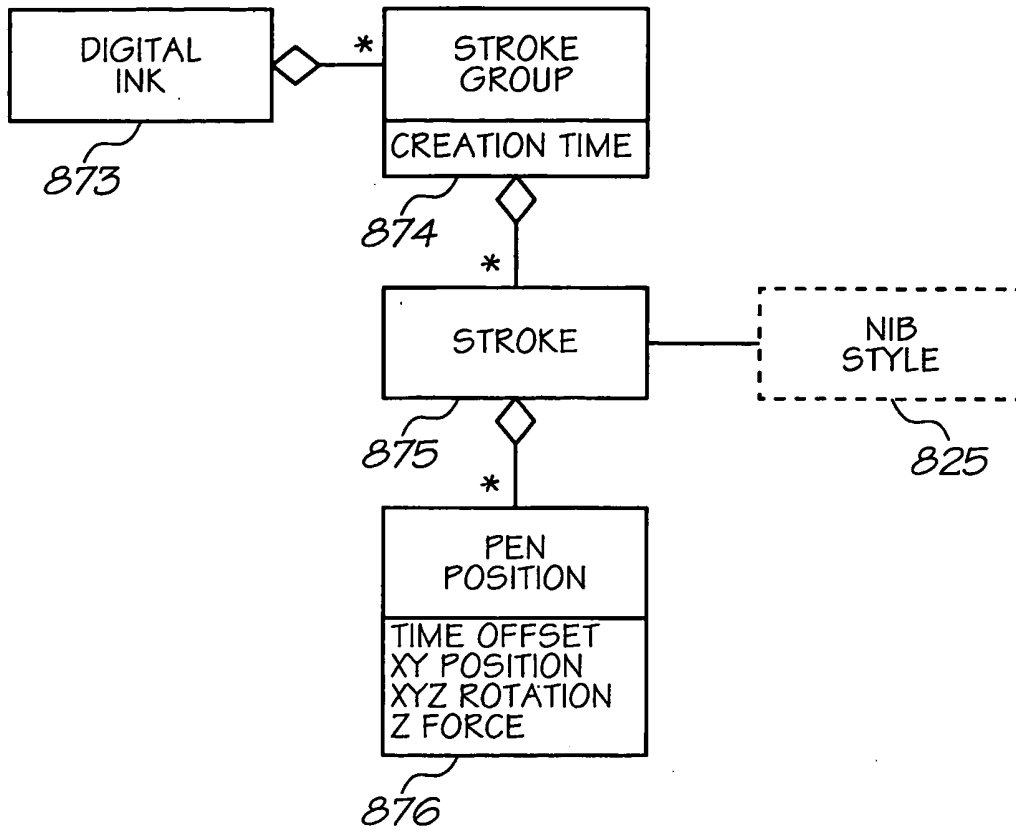 DIGITAL
INK
873
*
STROKE
GROUP
CREATION TIME
874
*
STROKE
875
NIB
STYLE
825
*
PEN
POSITION
TIME OFFSET
XY POSITION
XYZ ROTATION
Z FORCE
876